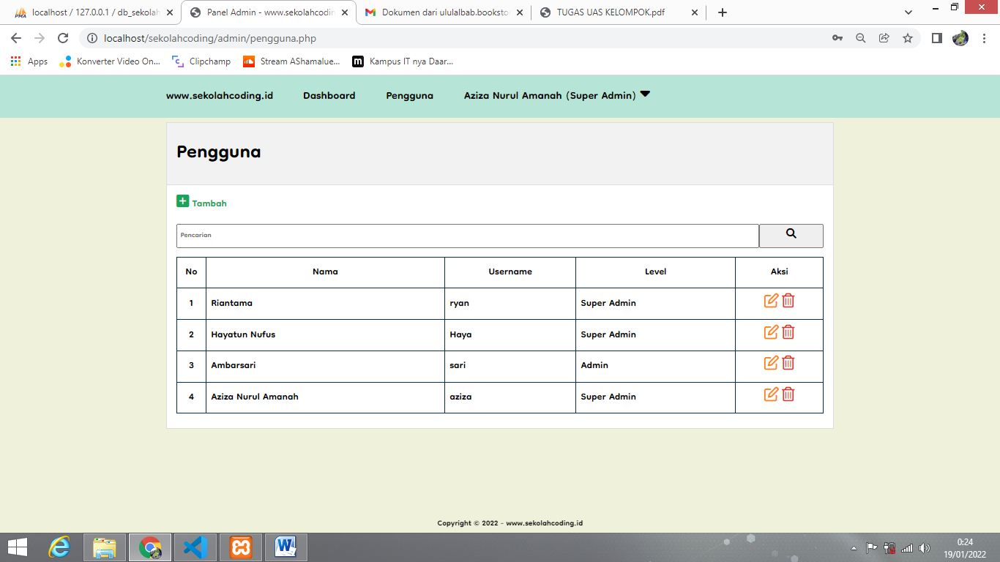 localhost / 127.0.0.1 / db_sekolah
Panel Admin - www.sekolahcodin
Dokumen dari ululalbab.booksto
TUGAS UAS KELOMPOK.pdf
localhost/sekolahcoding/admin/pengguna.php
Apps
Konverter Video On...
Clipchamp
Stream AShamalue...
Kampus IT nya Daar...
www.sekolahcoding.id Dashboard Pengguna Aziza Nurul Amanah (Super Admin)
Pengguna
Tambah
Pencarian
No Nama Username Level Aksi
1 Riantama ryan Super Admin
2 Hayatun Nufus Haya Super Admin
3 Ambarsari sari Admin
4 Aziza Nurul Amanah aziza Super Admin
Copyright © 2022 - www.sekolahcoding.id
0:24
19/01/2022